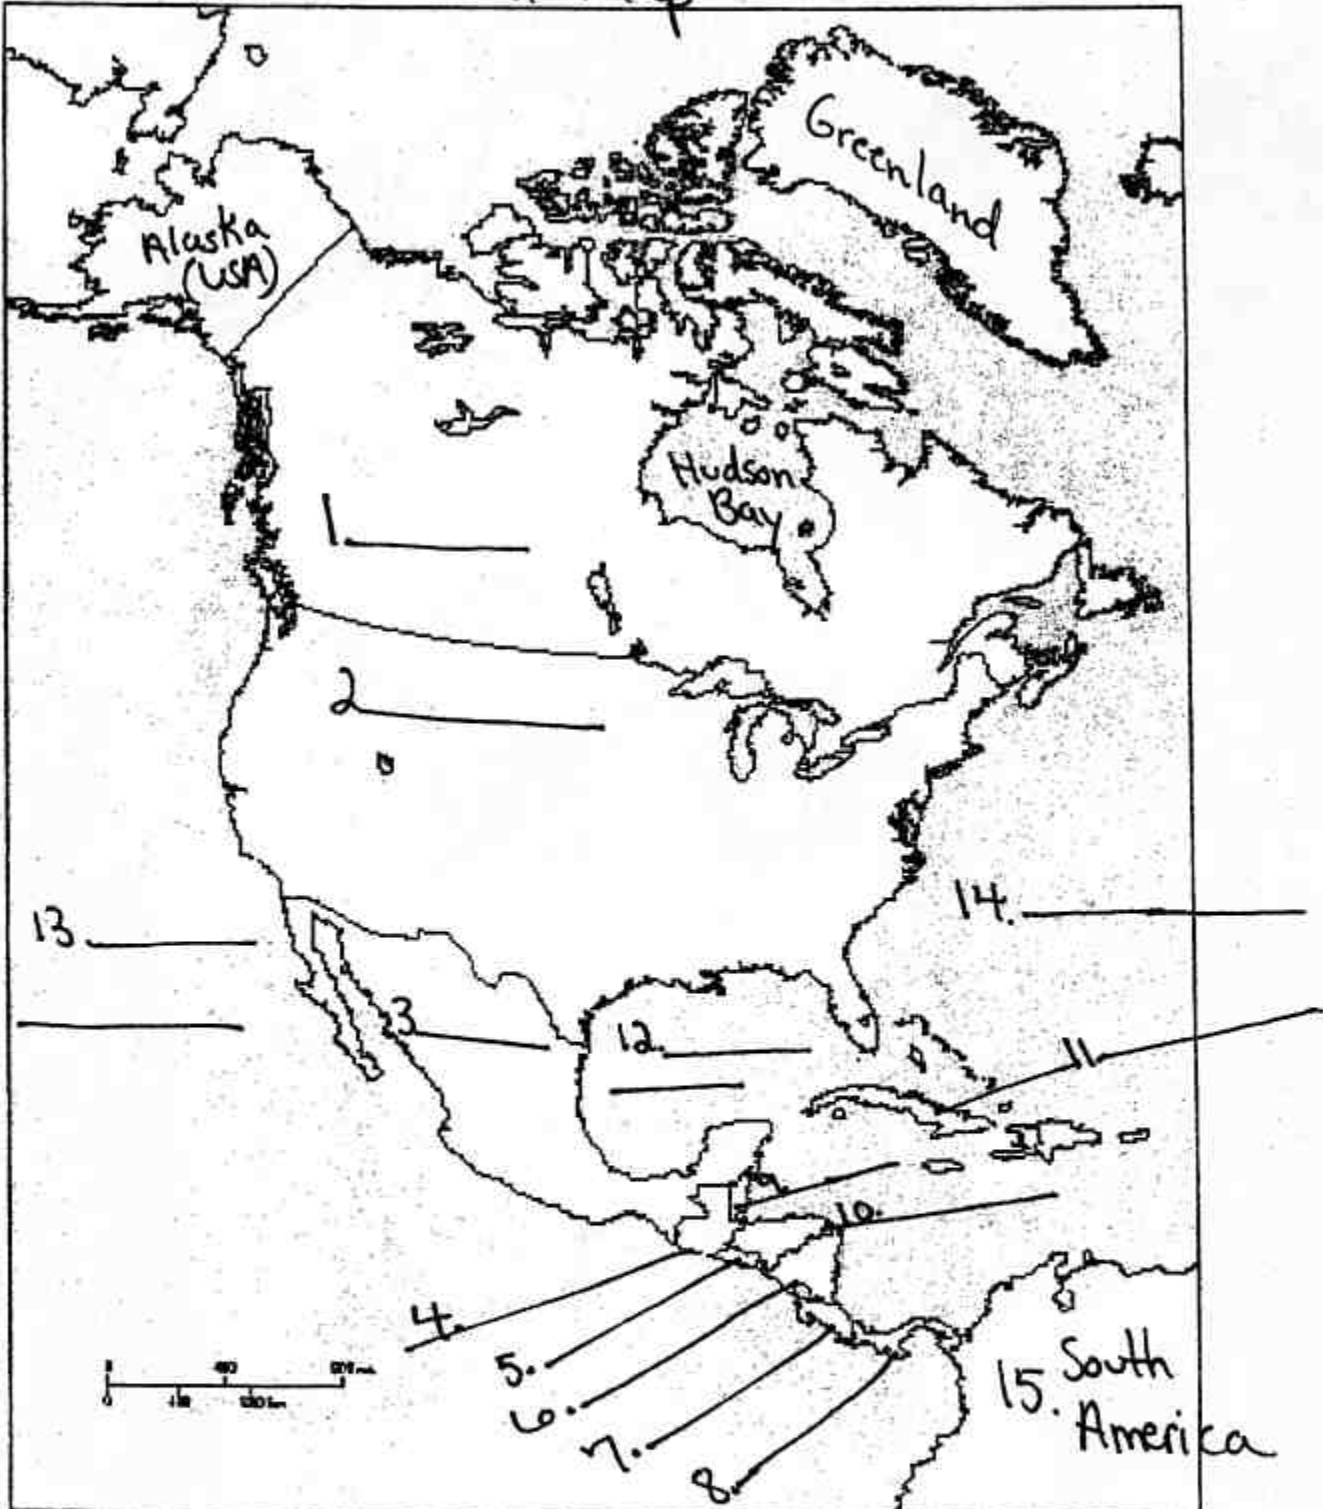 Greenland
Alaska
(USA)
Hudson
Bay
1.
2
13.
14.
3
12.
11.
10.
4.
5.
6.
7.
8.
15. South
America